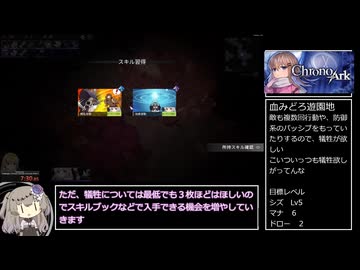 スキル習得
Chrono Ark
血みどろ遊園地
敵も複数回行動や、防御
系のパッシブをもってい
たりするので、犠牲が欲
しい
こいついっつも犠牲欲し
がってんな
目標レベル
シズ Lv5
マナ 6
ドロー 2
所持スキル確認
ただ、犠牲については最低でも３枚ほどはほしいの
でスキルブックなどで入手できる機会を増やしてい
きます